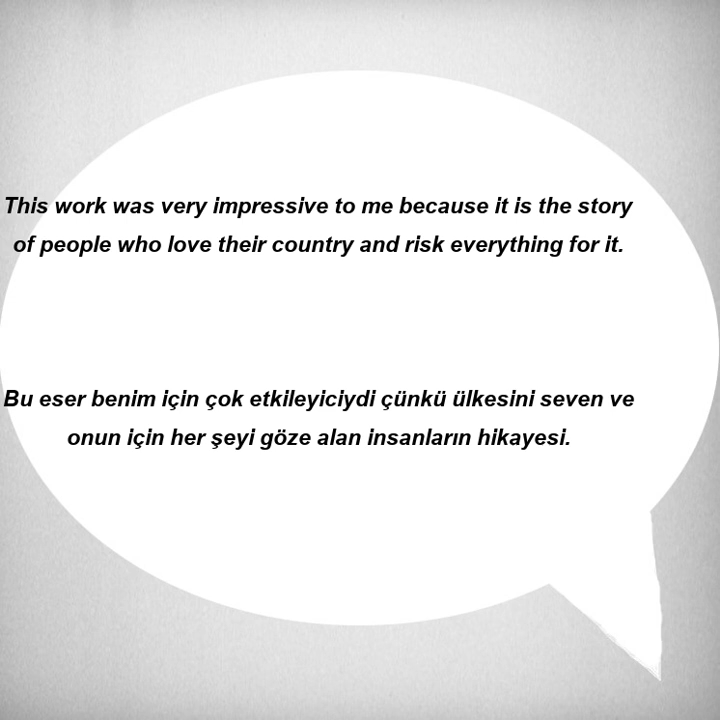 This work was very impressive to me because it is the story
of people who love their country and risk everything for it.
Bu eser benim için çok etkileyiciydi çünkü ülkesini seven ve
onun için her şeyi göze alan insanların hikayesi.